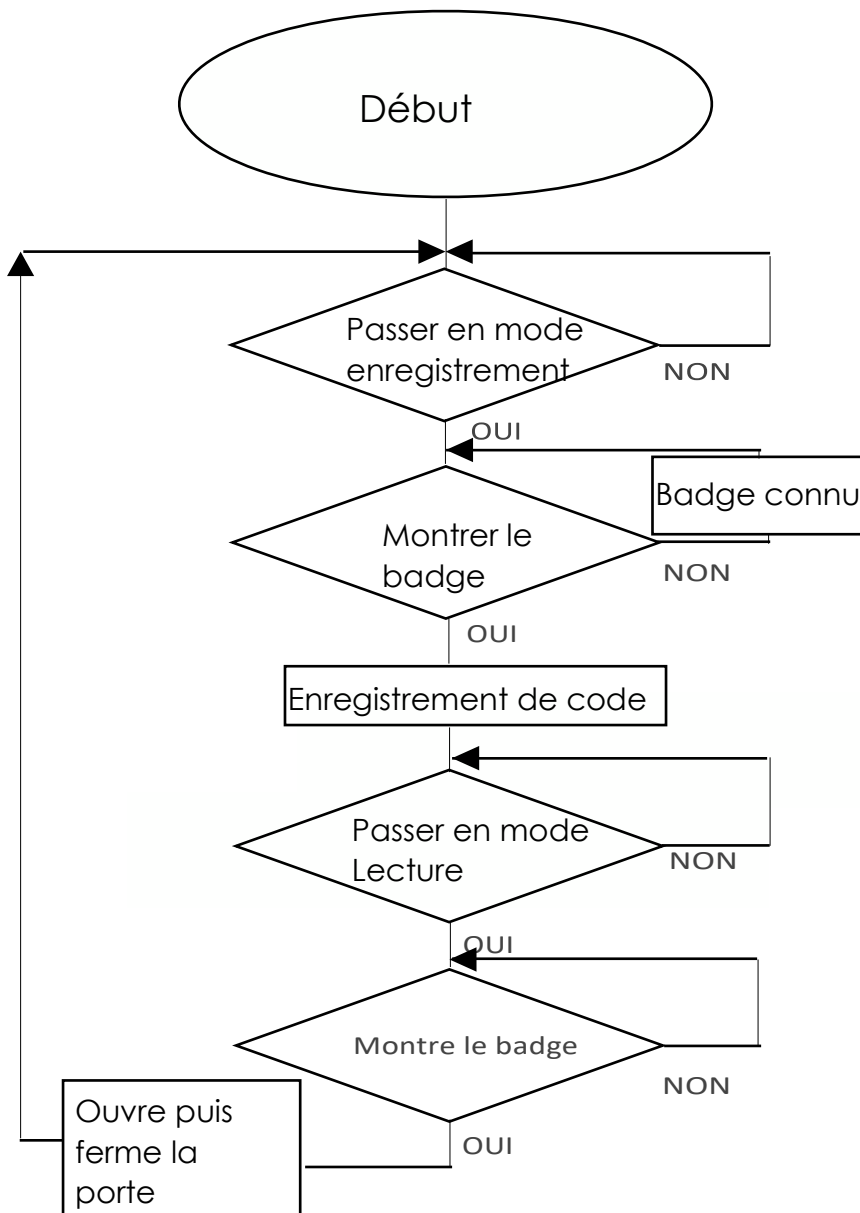 Début
Passer en mode
enregistrement
NON
OUI
Badge connu
Montrer le
badge
NON
OUI
Enregistrement de code
Passer en mode
Lecture
NON
OUI
Montre le badge
NON
Ouvre puis
ferme la
porte
OUI